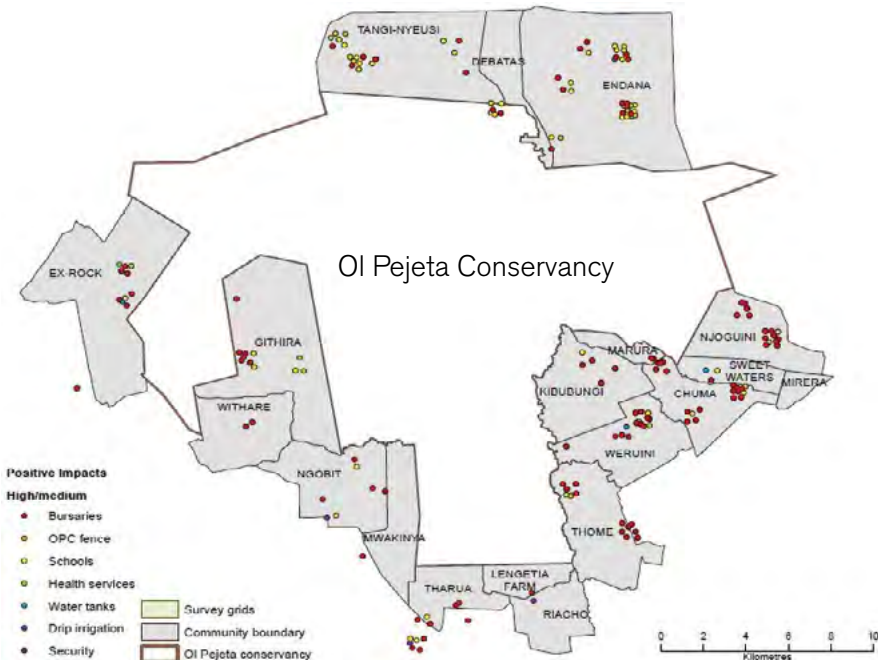 TANGI-NYEUSI
DEBATAS
ENDANA
Ol Pejeta Conservancy
EX-ROCK
GITHIRA
NJOGUINI
MARURA
SWEET
WATERS
MIRERA
KIDUBUNGI
CHUMA
WITHARE
WERUINI
NGOBIT
MWAKINYA
THOME
THARUA
LENGETIA
FARM
RIACHO
Positive Impacts
High/medium
Bursaries
OPC fence
Schools
Health services
Water tanks
Drip irrigation
Security
Survey grids
Community boundary
Ol Pejeta conservancy
0 2 4 6 8 10
Kilometres